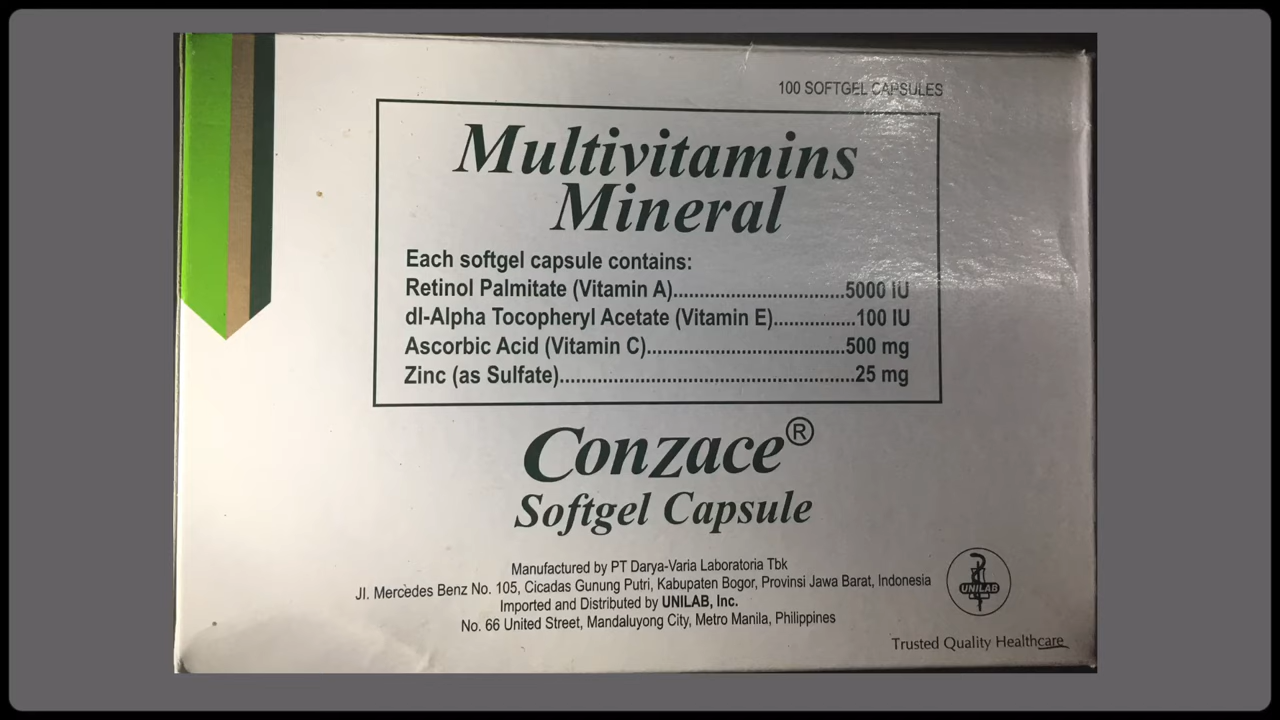 100 SOFTGEL CAPSULES
Multivitamins
Mineral
Each softgel capsule contains:
Retinol Palmitate (Vitamin A)................................5000 IU
dl-Alpha Tocopheryl Acetate (Vitamin E)................100 IU
Ascorbic Acid (Vitamin C).....................................500 mg
Zinc (as Sulfate)......................................................25 mg
Conzace®
Softgel Capsule
Manufactured by PT Darya-Varia Laboratoria Tbk
Jl. Mercedes Benz No. 105, Cicadas Gunung Putri, Kabupaten Bogor, Provinsi Jawa Barat, Indonesia
Imported and Distributed by UNILAB, Inc.
No. 66 United Street, Mandaluyong City, Metro Manila, Philippines
UNILAB
Trusted Quality Healthcare